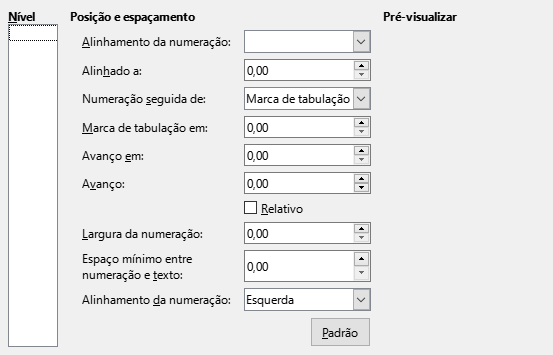 Nível Posição e espaçamento Pré-visualizar
Alinhamento da numeração:
Alinhado a: 0,00
Numeração seguida de: Marca de tabulação
Marca de tabulação em: 0,00
Avanço em: 0,00
Avanço: 0,00
Relativo
Largura da numeração: 0,00
Espaço mínimo entre
numeração e texto: 0,00
Alinhamento da numeração: Esquerda
Padrão